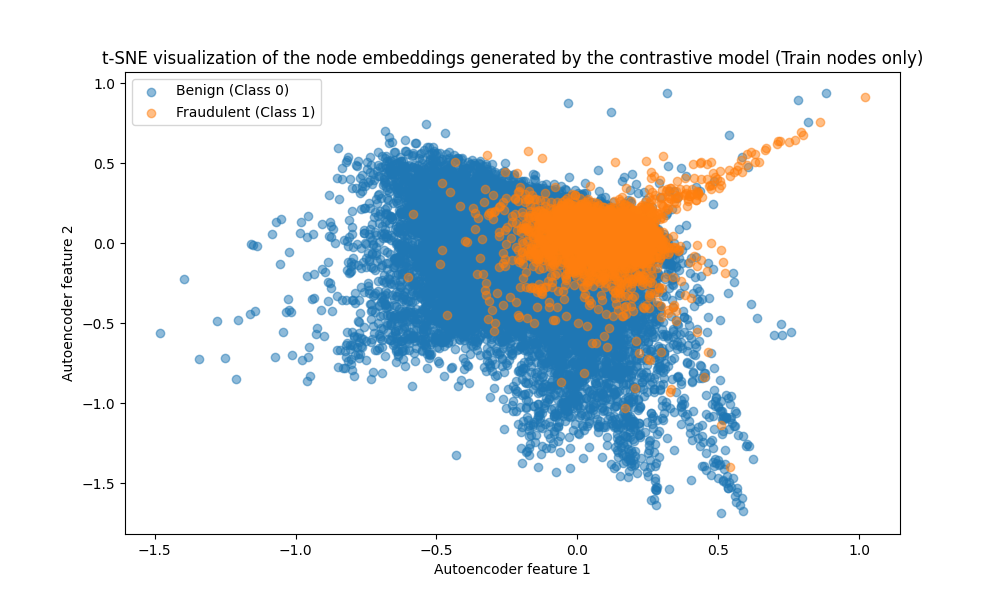 t-SNE visualization of the node embeddings generated by the contrastive model (Train nodes only)
Benign (Class 0)
Fraudulent (Class 1)
1.0
0.5
0.0
−0.5
−1.0
−1.5
Autoencoder feature 2
−1.5
−1.0
−0.5
0.0
0.5
1.0
Autoencoder feature 1